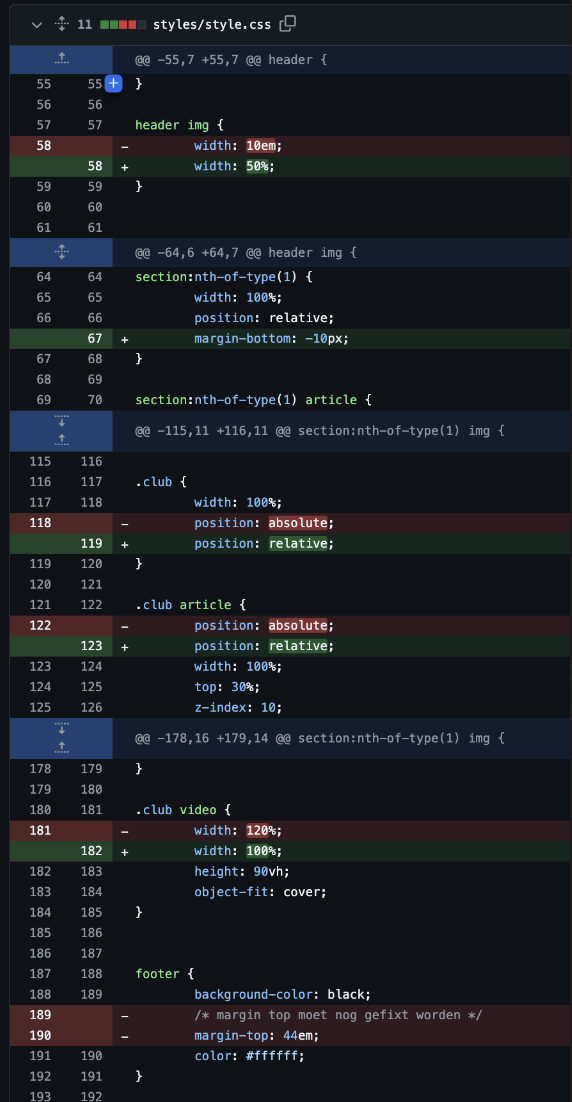 11 styles/style.css
@@ -55,7 +55,7 @@ header {
55 55 + }
56 56
57 57 header img {
58 - width: 10em;
58 + width: 50%;
59 59 }
60 60
61 61
@@ -64,6 +64,7 @@ header img {
64 64 section:nth-of-type(1) {
65 65 width: 100%;
66 66 position: relative;
67 + margin-bottom: -10px;
67 68 }
68 69
69 70 section:nth-of-type(1) article {
@@ -115,11 +116,11 @@ section:nth-of-type(1) img {
115 116
116 117 .club {
117 118 width: 100%;
118 - position: absolute;
119 + position: relative;
119 120 }
120 121
121 122 .club article {
122 - position: absolute;
123 + position: relative;
123 124 width: 100%;
124 125 top: 30%;
125 126 z-index: 10;
@@ -178,16 +179,14 @@ section:nth-of-type(1) img {
178 179 }
179 180
180 181 .club video {
181 - width: 120%;
182 + width: 100%;
182 183 height: 90vh;
183 184 object-fit: cover;
184 185 }
185 186
186 187
187 188 footer {
188 189 background-color: black;
189 - /* margin top moet nog gefixt worden */
190 - margin-top: 44em;
191 190 color: #ffffff;
192 191 }
193 192